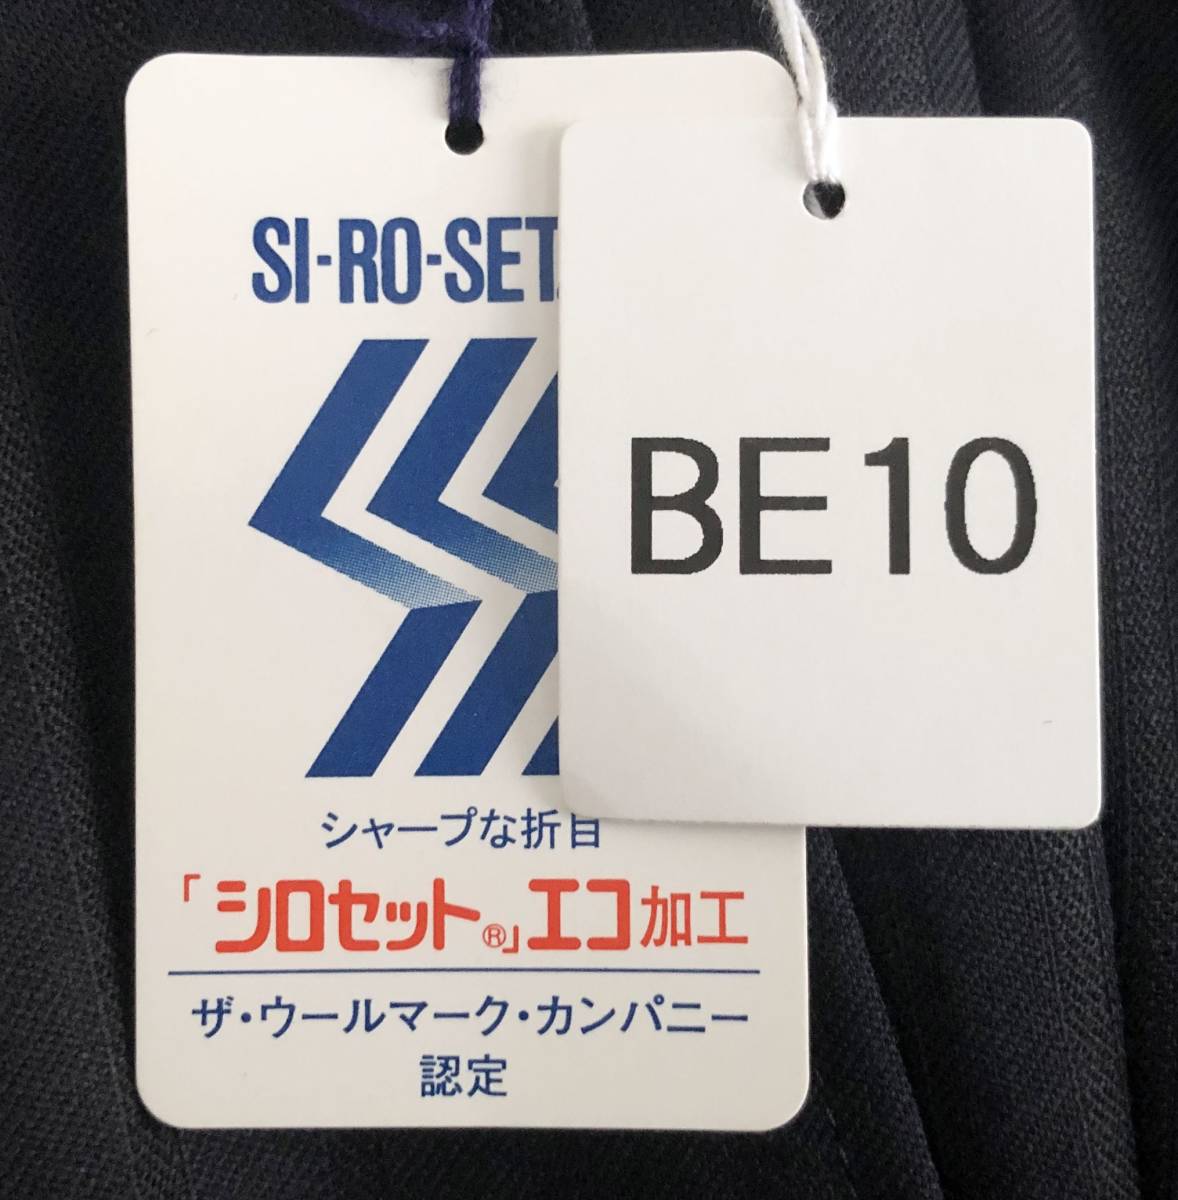 SI-RO-SET
シャープな折目
「シロセット®」エコ加工
ザ・ウールマーク・カンパニー
認定
BE10